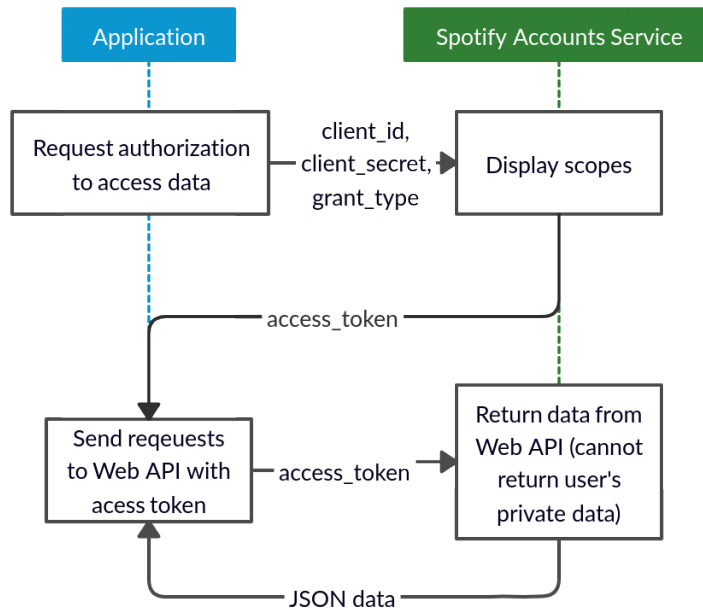 Application
Spotify Accounts Service
Request authorization
to access data
client_id,
client_secret,
grant_type
Display scopes
access_token
Send reqeuests
to Web API with
acess token
access_token
Return data from
Web API (cannot
return user's
private data)
JSON data